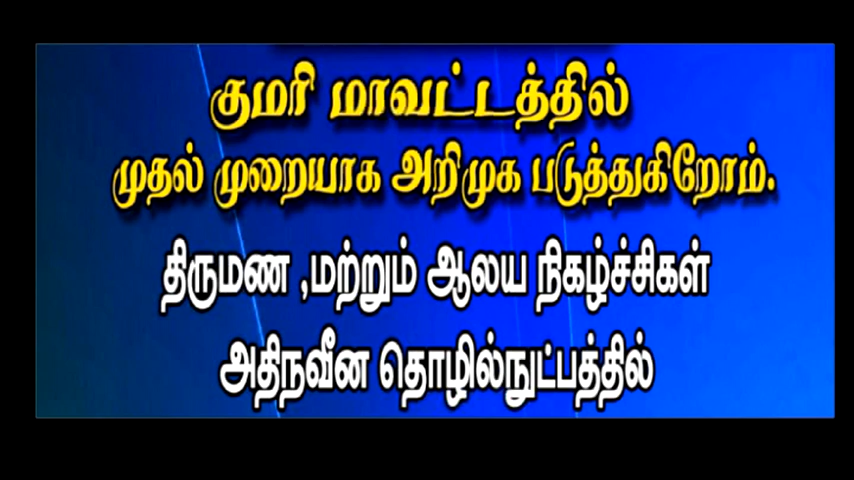 குமரி மாவட்டத்தில்
முதல் முறையாக அறிமுக படுத்துகிறோம்.
திருமண ,மற்றும் ஆலய நிகழ்ச்சிகள்
அதிநவீன தொழில்நுட்பத்தில்